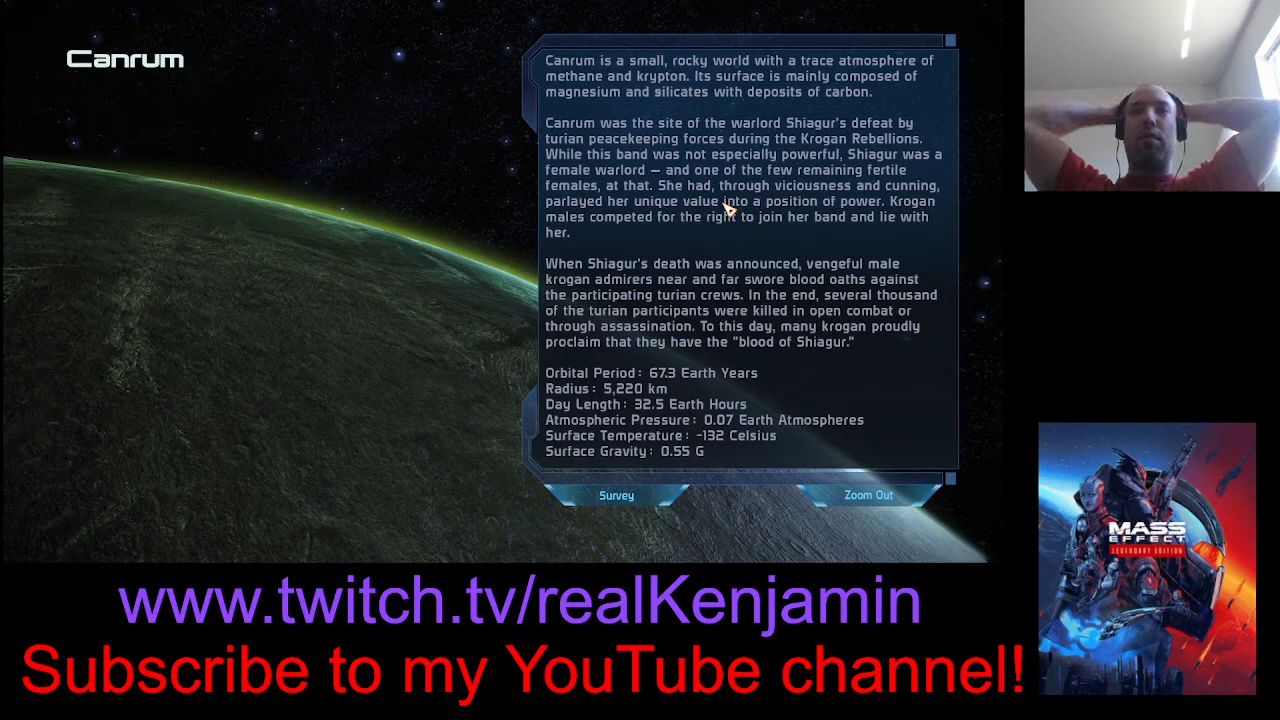 Canrum
Canrum is a small, rocky world with a trace atmosphere of
methane and krypton. Its surface is mainly composed of
magnesium and silicates with deposits of carbon.
Canrum was the site of the warlord Shiagur's defeat by
turian peacekeeping forces during the Krogan Rebellions.
While this band was not especially powerful, Shiagur was a
female warlord — and one of the few remaining fertile
females, at that. She had, through viciousness and cunning,
parlayed her unique value into a position of power. Krogan
males competed for the right to join her band and lie with
her.
When Shiagur's death was announced, vengeful male
krogan admirers near and far swore blood oaths against
the participating turian crews. In the end, several thousand
of the turian participants were killed in open combat or
through assassination. To this day, many krogan proudly
proclaim that they have the "blood of Shiagur."
Orbital Period: 67.3 Earth Years
Radius: 5,220 km
Day Length: 32.5 Earth Hours
Atmospheric Pressure: 0.07 Earth Atmospheres
Surface Temperature: -132 Celsius
Surface Gravity: 0.55 G
Survey
Zoom Out
MASS
EFFECT
LEGENDARY EDITION
www.twitch.tv/realKenjamin
Subscribe to my YouTube channel!